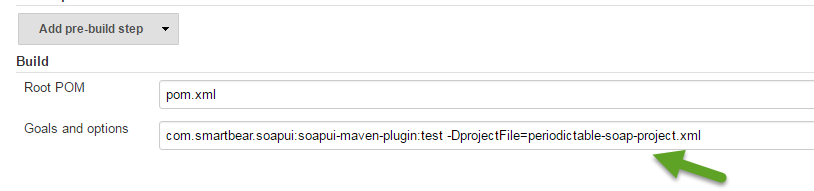 Add pre-build step
Build
Root POM
pom.xml
Goals and options
com.smartbear.soapui:soapui-maven-plugin:test -DprojectFile=periodictable-soap-project.xml